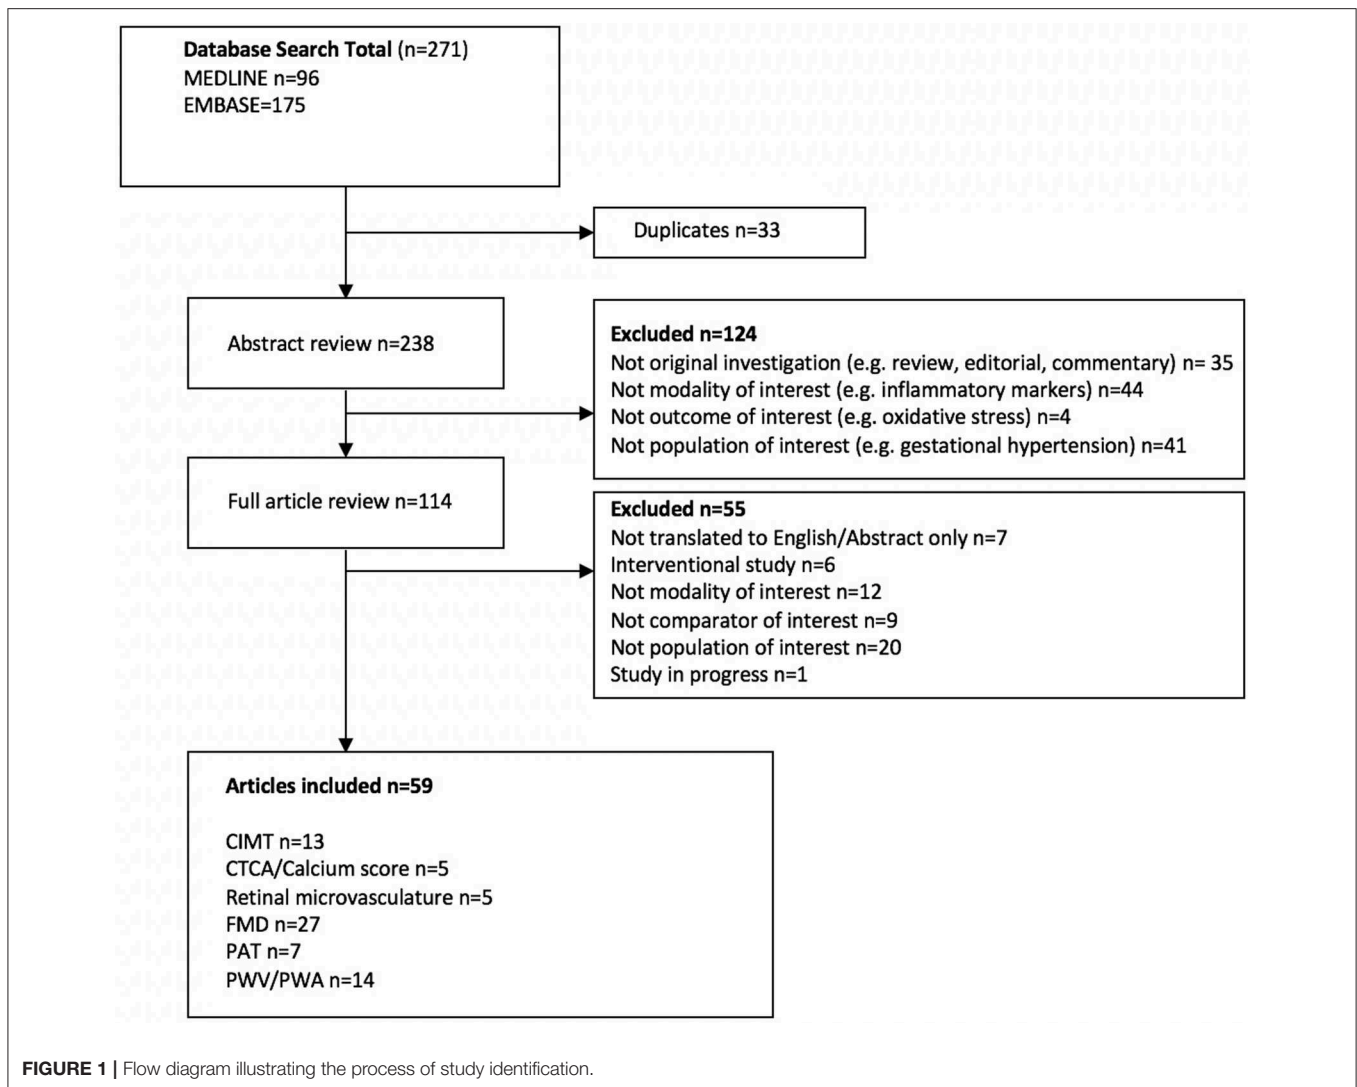 Database Search Total (n=271)
MEDLINE n=96
EMBASE=175
Duplicates n=33
Abstract review n=238
Excluded n=124
Not original investigation (e.g. review, editorial, commentary) n= 35
Not modality of interest (e.g. inflammatory markers) n=44
Not outcome of interest (e.g. oxidative stress) n=4
Not population of interest (e.g. gestational hypertension) n=41
Full article review n=114
Excluded n=55
Not translated to English/Abstract only n=7
Interventional study n=6
Not modality of interest n=12
Not comparator of interest n=9
Not population of interest n=20
Study in progress n=1
Articles included n=59
CIMT n=13
CTCA/Calcium score n=5
Retinal microvasculature n=5
FMD n=27
PAT n=7
PWV/PWA n=14
FIGURE 1 | Flow diagram illustrating the process of study identification.